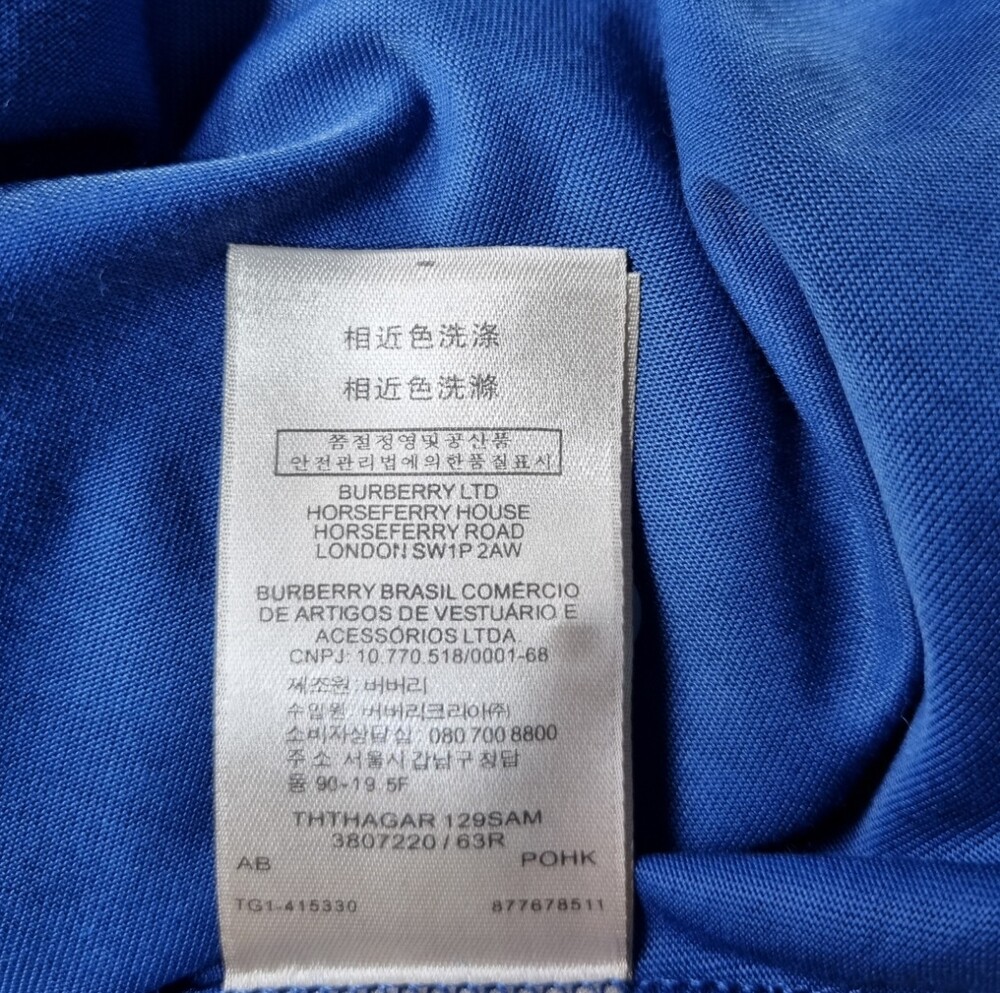 相近色洗涤
相近色洗滌
품절정영및공산품
안전관리법에의한품질표시
BURBERRY LTD
HORSEFERRY HOUSE
HORSEFERRY ROAD
LONDON SW1P 2AW
BURBERRY BRASIL COMÉRCIO
DE ARTIGOS DE VESTUÁRIO E
ACESSÓRIOS LTDA.
CNPJ: 10.770.518/0001-68
제조원: 버버리
수입원: 버버리크리아㈜
소비자상담실: 080 700 8800
주소 서울시 강남구 청담
동 90-19 5F
THTHAGAR 129SAM
3807220 / 63R
AB POHK
TG1-415330 877678511